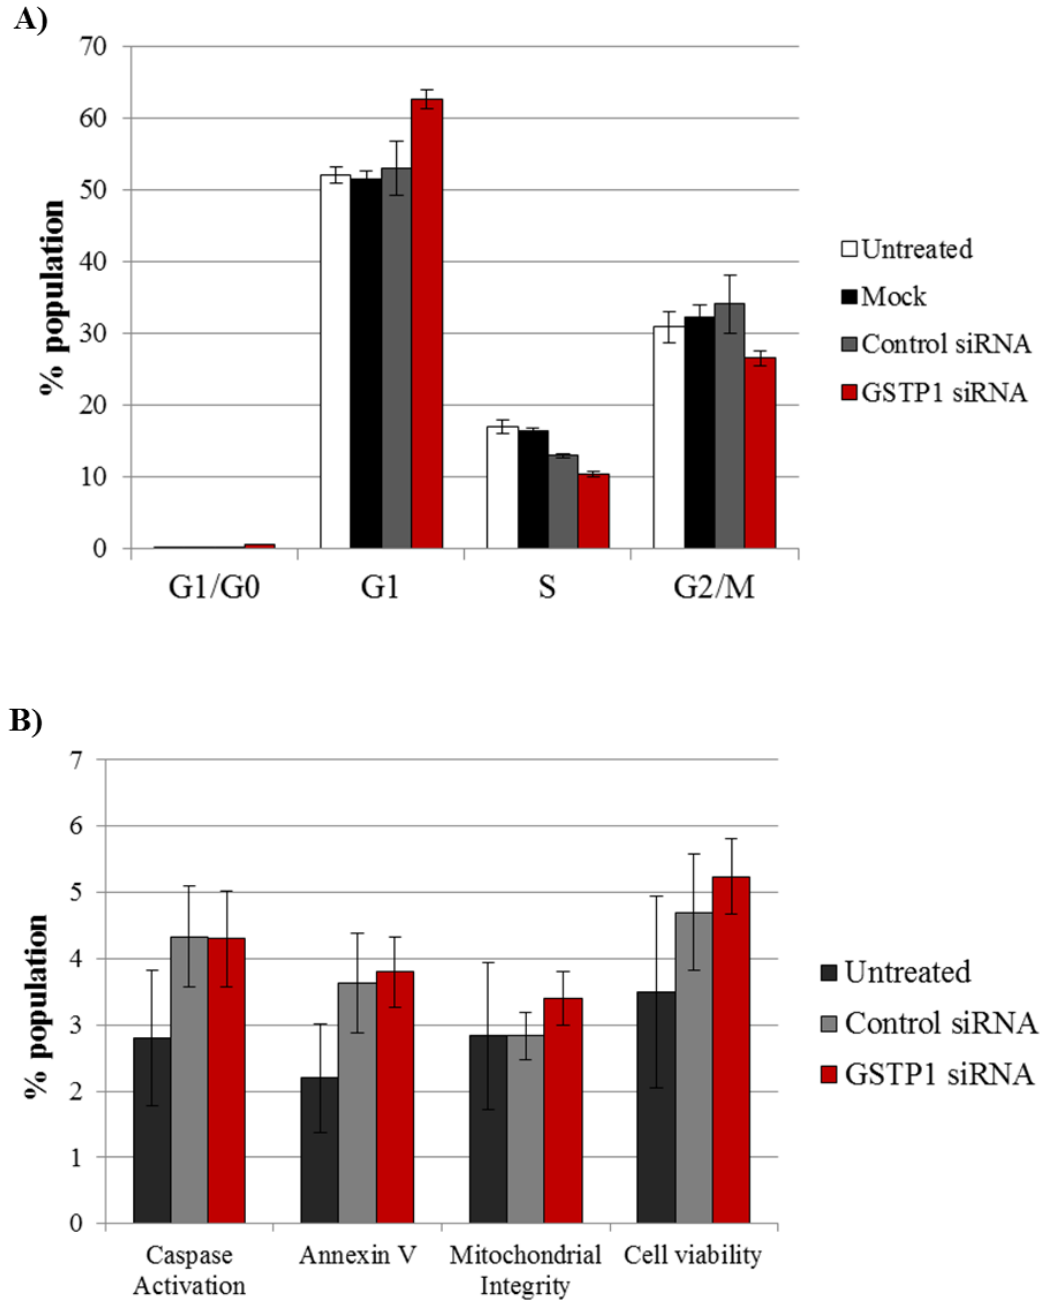 A)
70
60
50
40
30
20
10
0
% population
G1/G0 G1 S G2/M
Untreated
Mock
Control siRNA
GSTP1 siRNA
B)
7
6
5
4
3
2
1
0
% population
Caspase Activation
Annexin V
Mitochondrial Integrity
Cell viability
Untreated
Control siRNA
GSTP1 siRNA